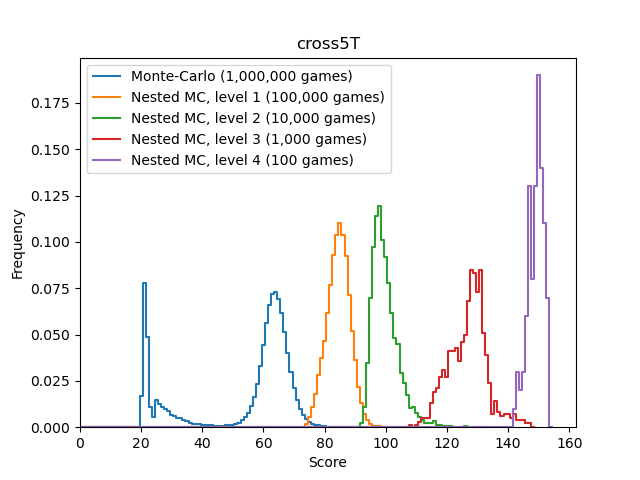 cross5T
Monte-Carlo (1,000,000 games)
Nested MC, level 1 (100,000 games)
Nested MC, level 2 (10,000 games)
Nested MC, level 3 (1,000 games)
Nested MC, level 4 (100 games)
Frequency
0.175
0.150
0.125
0.100
0.075
0.050
0.025
0.000
0 20 40 60 80 100 120 140 160
Score